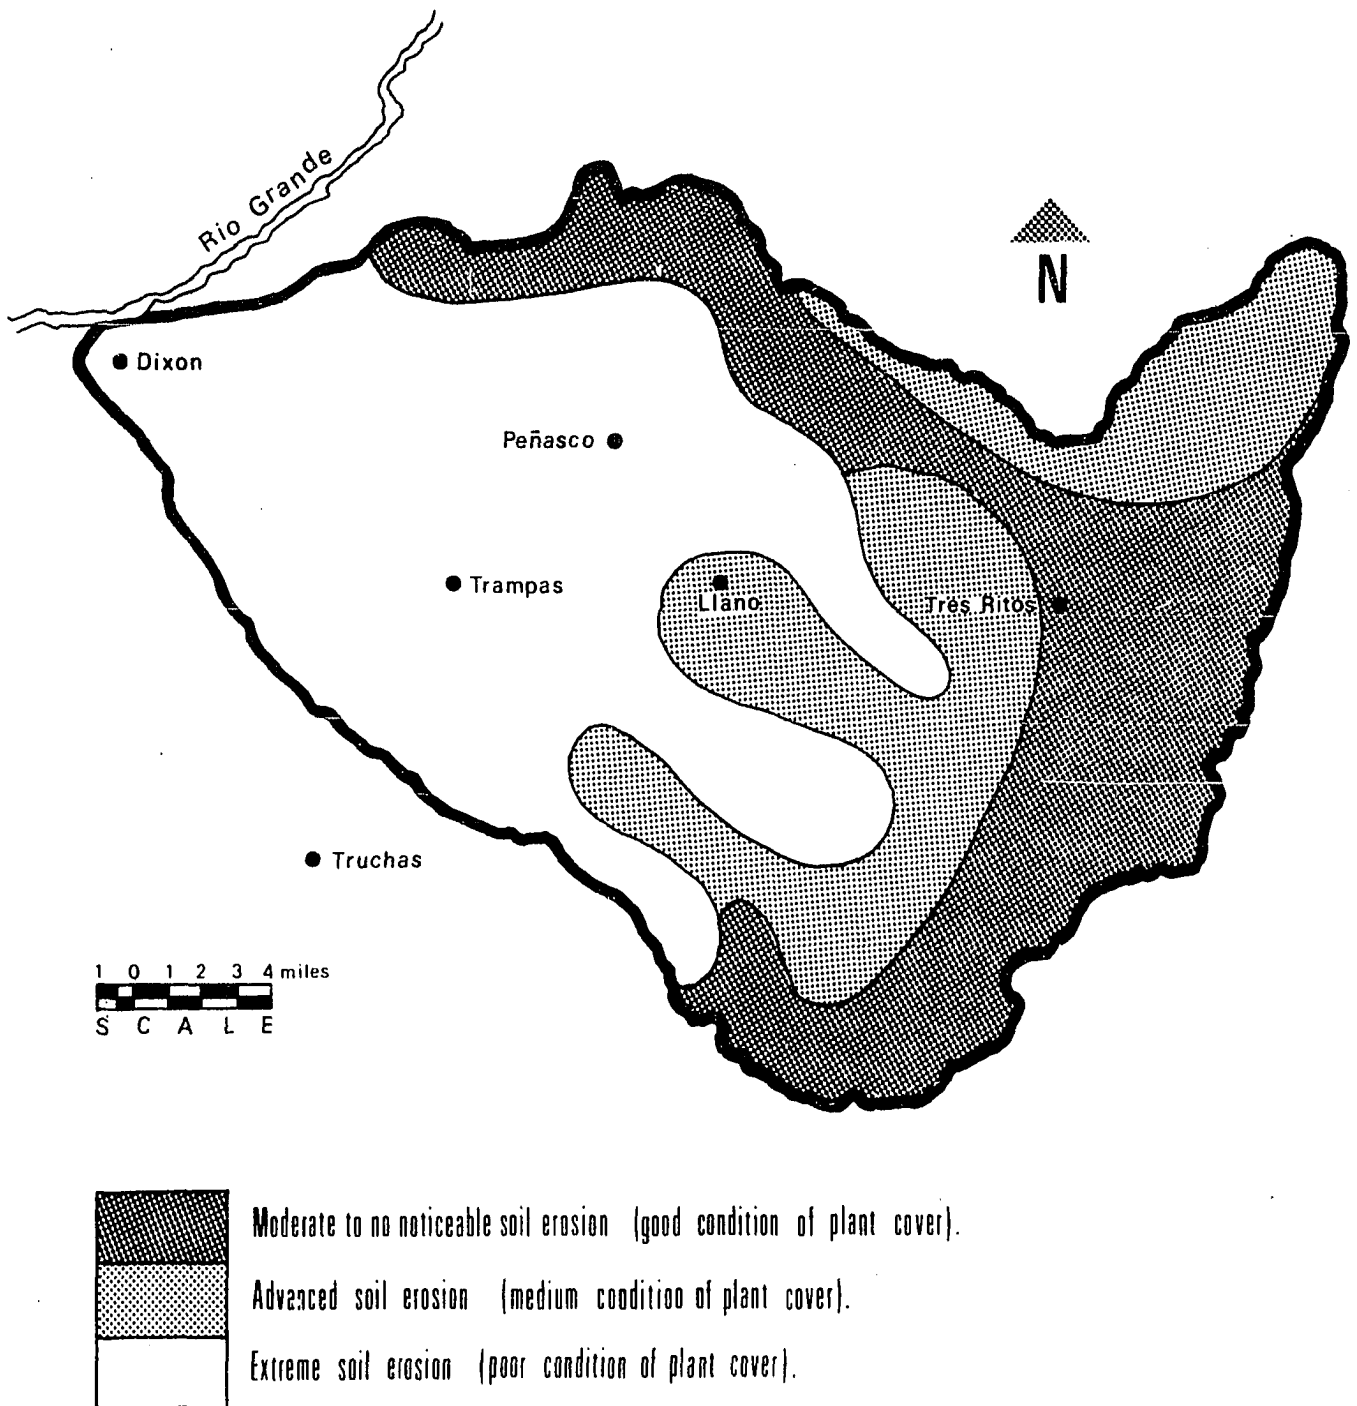 Rio Grande
N
Dixon
Peñasco
Trampas
Llano
Tres Ritos
Truchas
1 0 1 2 3 4 miles
S C A L E
Moderate to no noticeable soil erosion (good condition of plant cover).
Advanced soil erosion (medium condition of plant cover).
Extreme soil erosion (poor condition of plant cover).